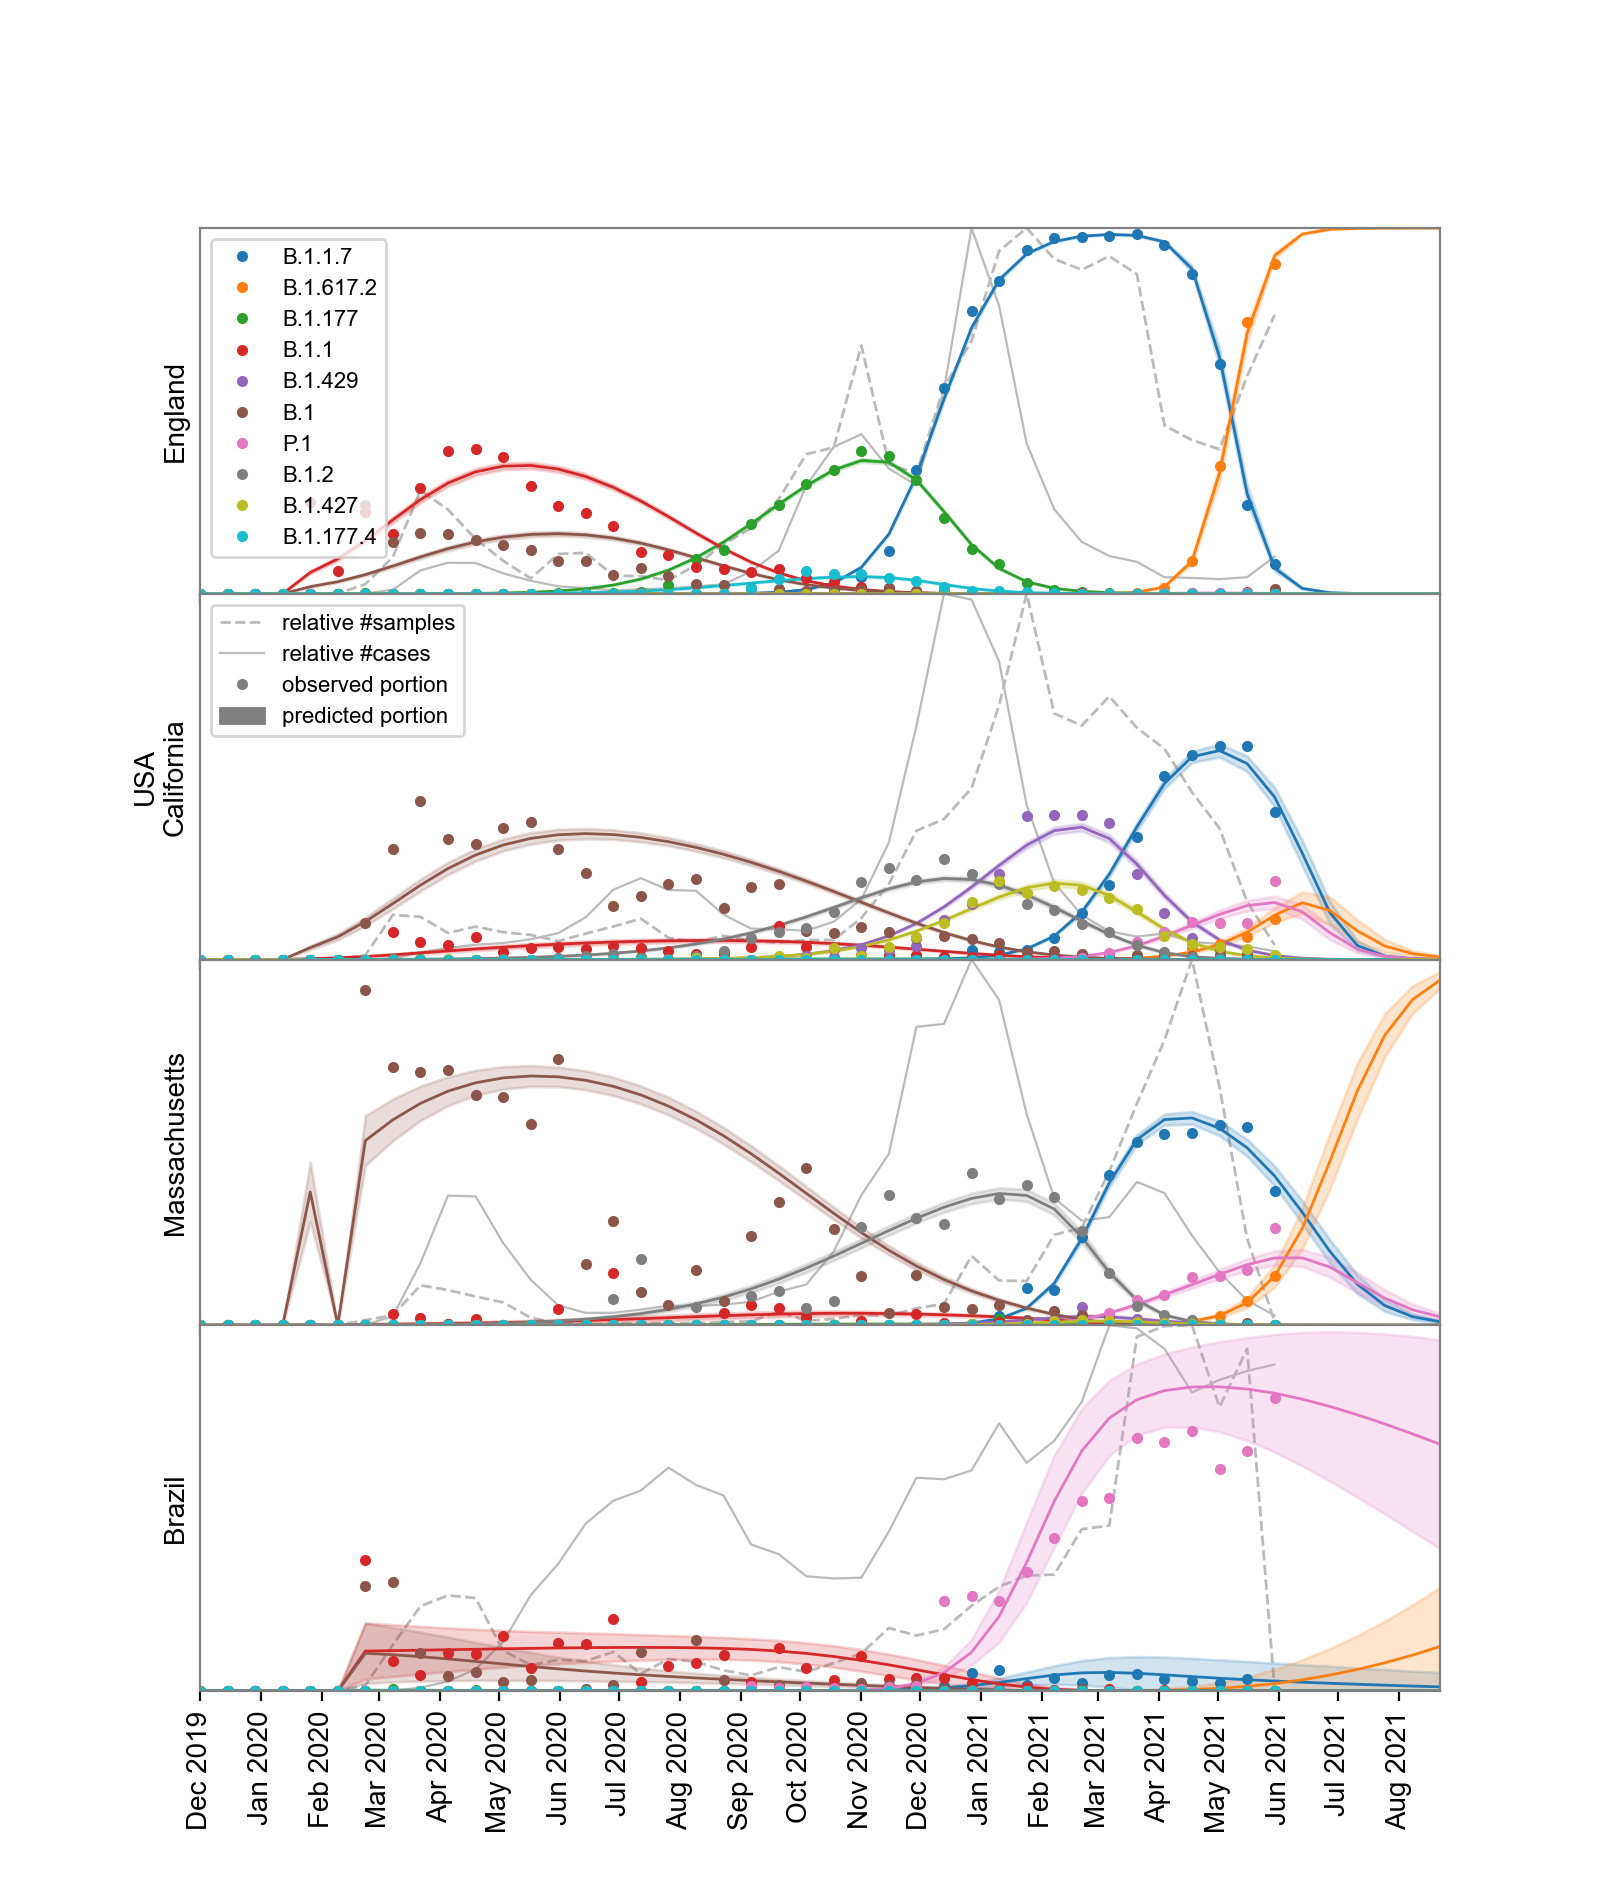 England
B.1.1.7
B.1.617.2
B.1.177
B.1.1
B.1.429
B.1
P.1
B.1.2
B.1.427
B.1.177.4
USA
California
relative #samples
relative #cases
observed portion
predicted portion
Massachusetts
Brazil
Dec 2019
Jan 2020
Feb 2020
Mar 2020
Apr 2020
May 2020
Jun 2020
Jul 2020
Aug 2020
Sep 2020
Oct 2020
Nov 2020
Dec 2020
Jan 2021
Feb 2021
Mar 2021
Apr 2021
May 2021
Jun 2021
Jul 2021
Aug 2021